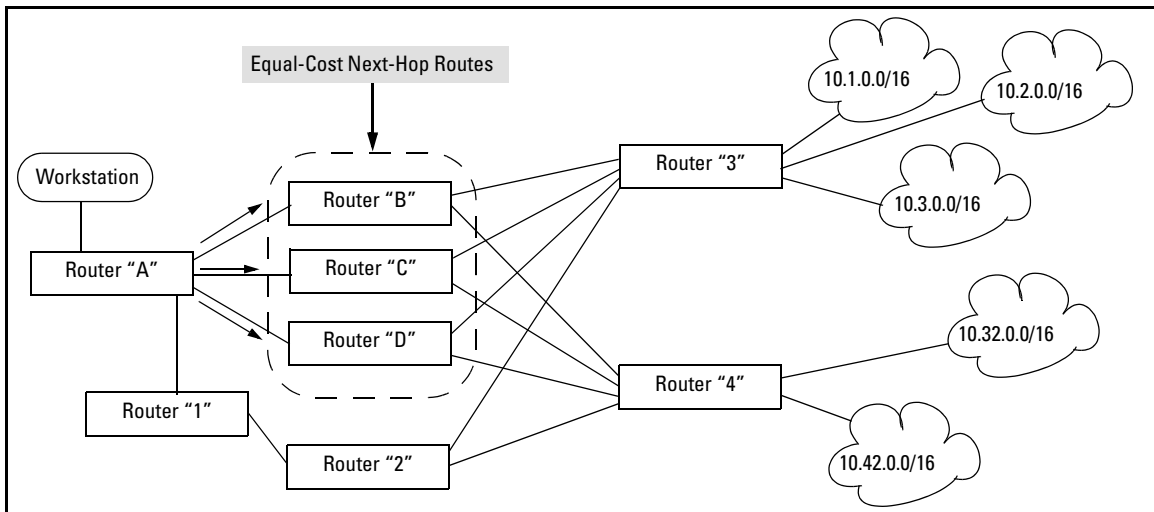 Equal-Cost Next-Hop Routes
10.1.0.0/16
10.2.0.0/16
Workstation
Router “B”
Router “3”
10.3.0.0/16
Router “A”
Router “C”
Router “D”
10.32.0.0/16
Router “4”
Router “1”
Router “2”
10.42.0.0/16